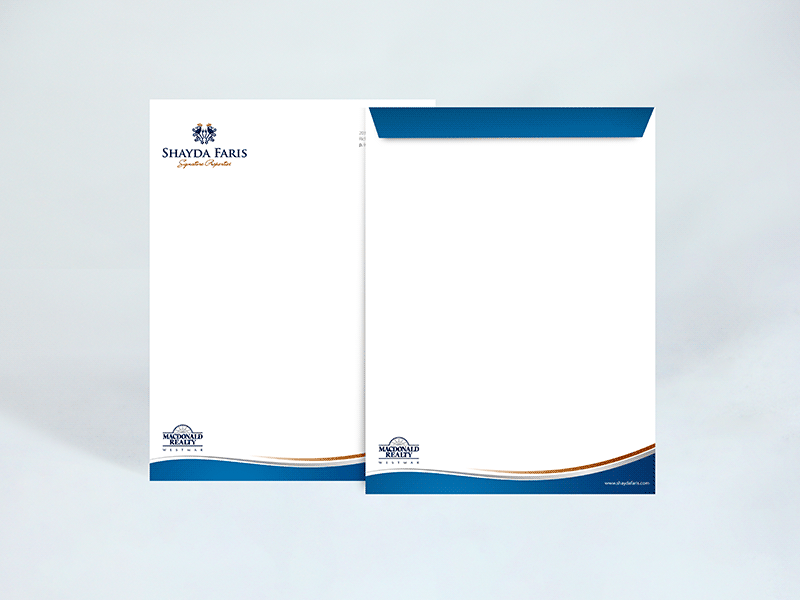 SHAYDA FARIS
Signature Properties
MACDONALD
REALTY
WESTMAR
MACDONALD
REALTY
WESTMAR
www.shaydafaris.com